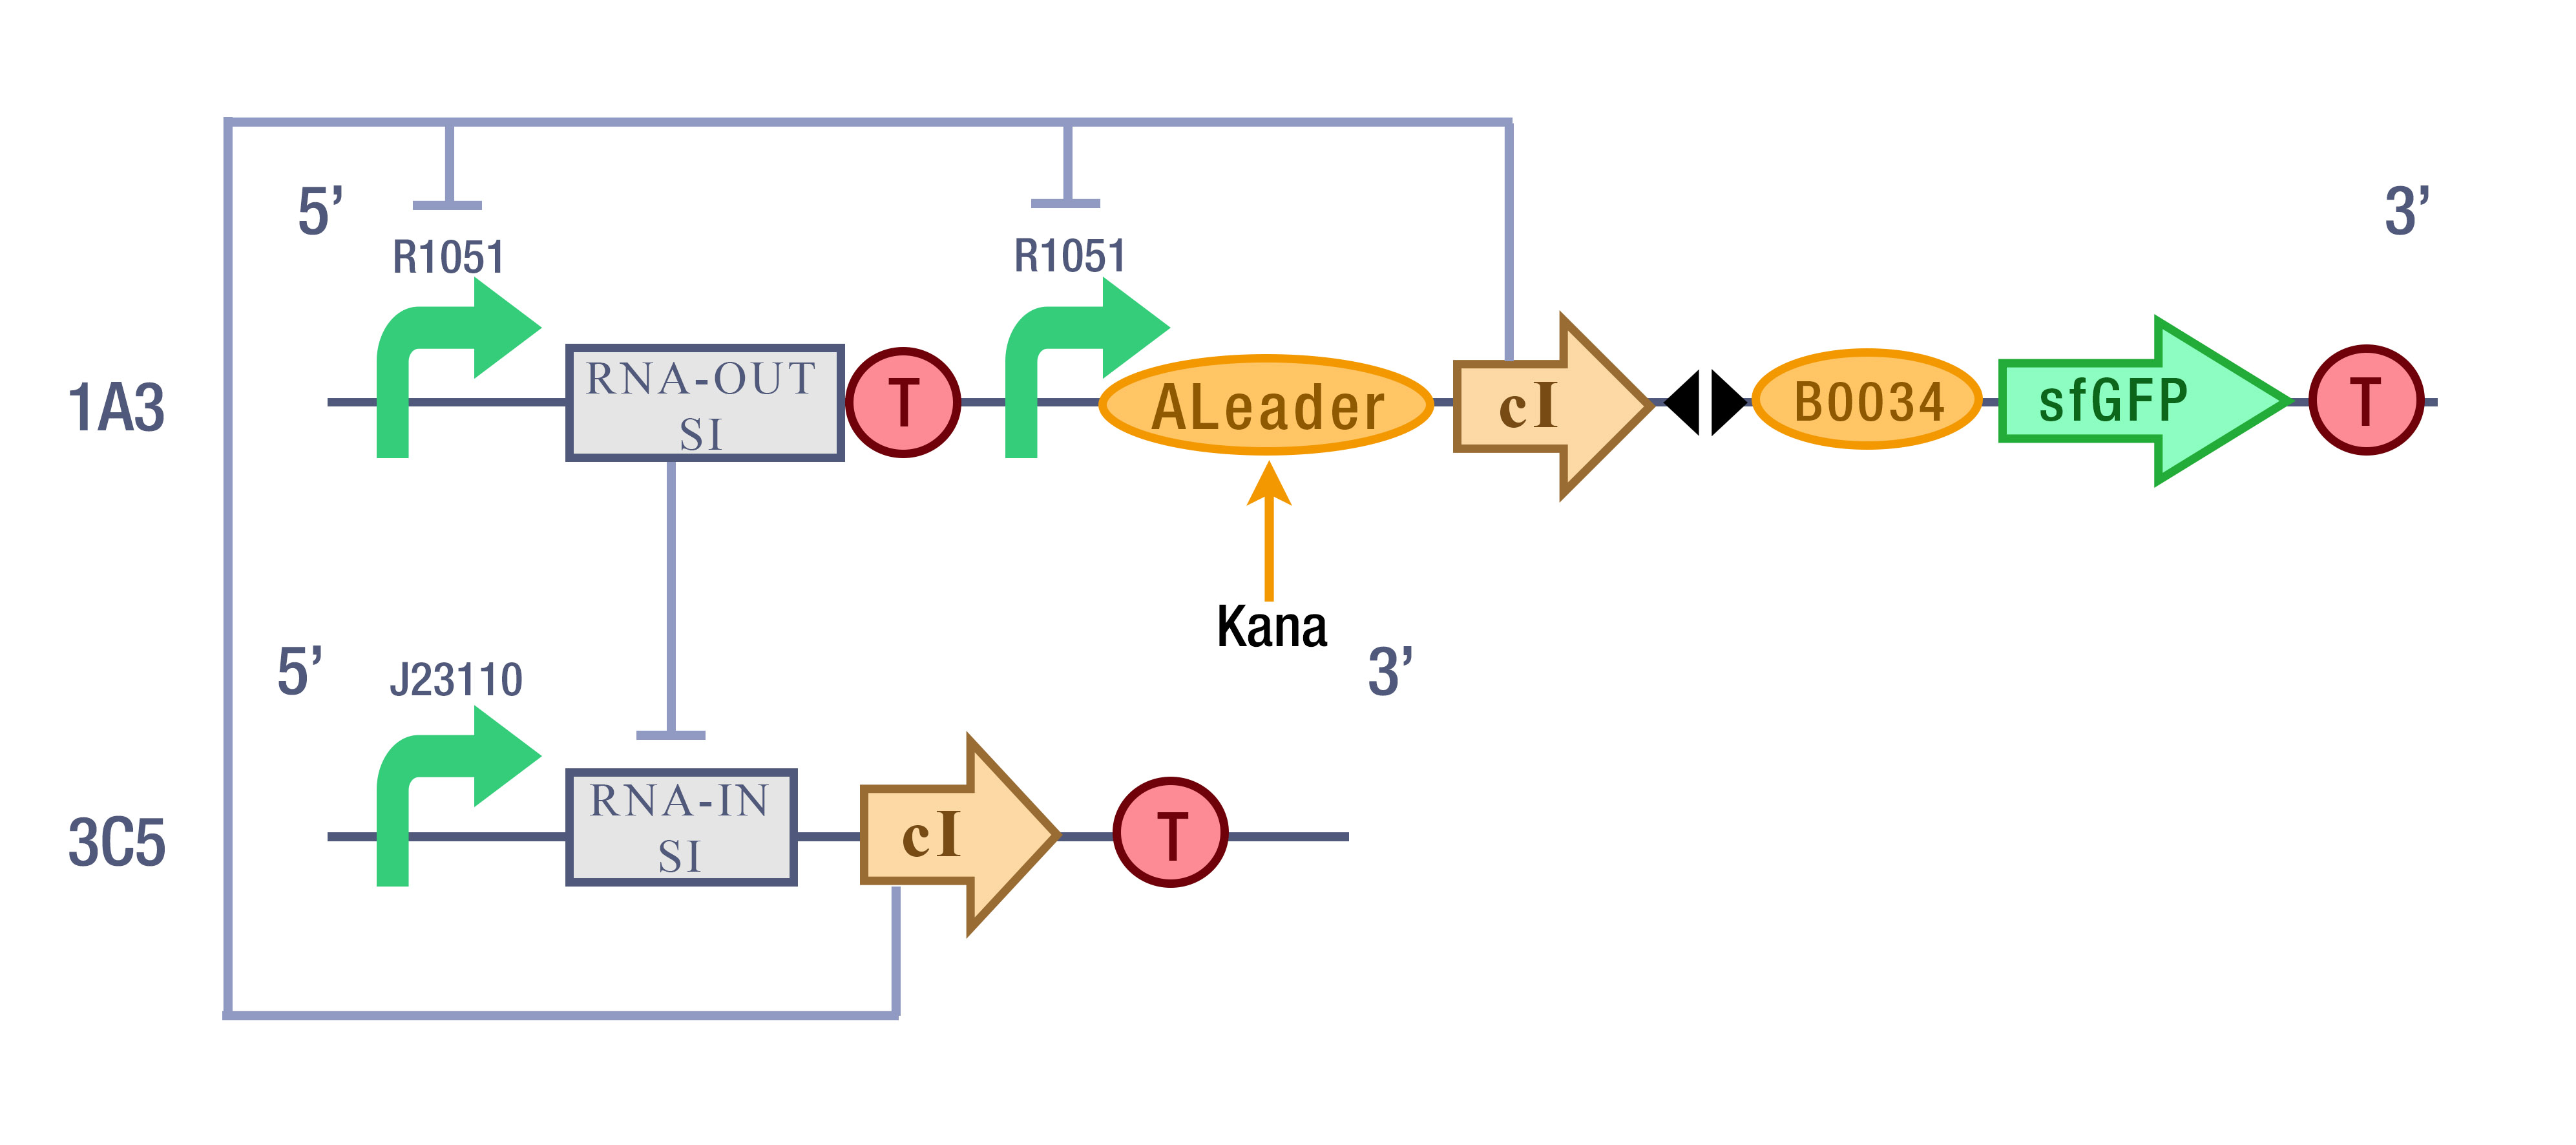 5’
3’
R1051
R1051
1A3
RNA-OUT
SI
T
ALeader
cI
B0034
sfGFP
T
Kana
5’
3’
J23110
3C5
RNA-IN
SI
cI
T